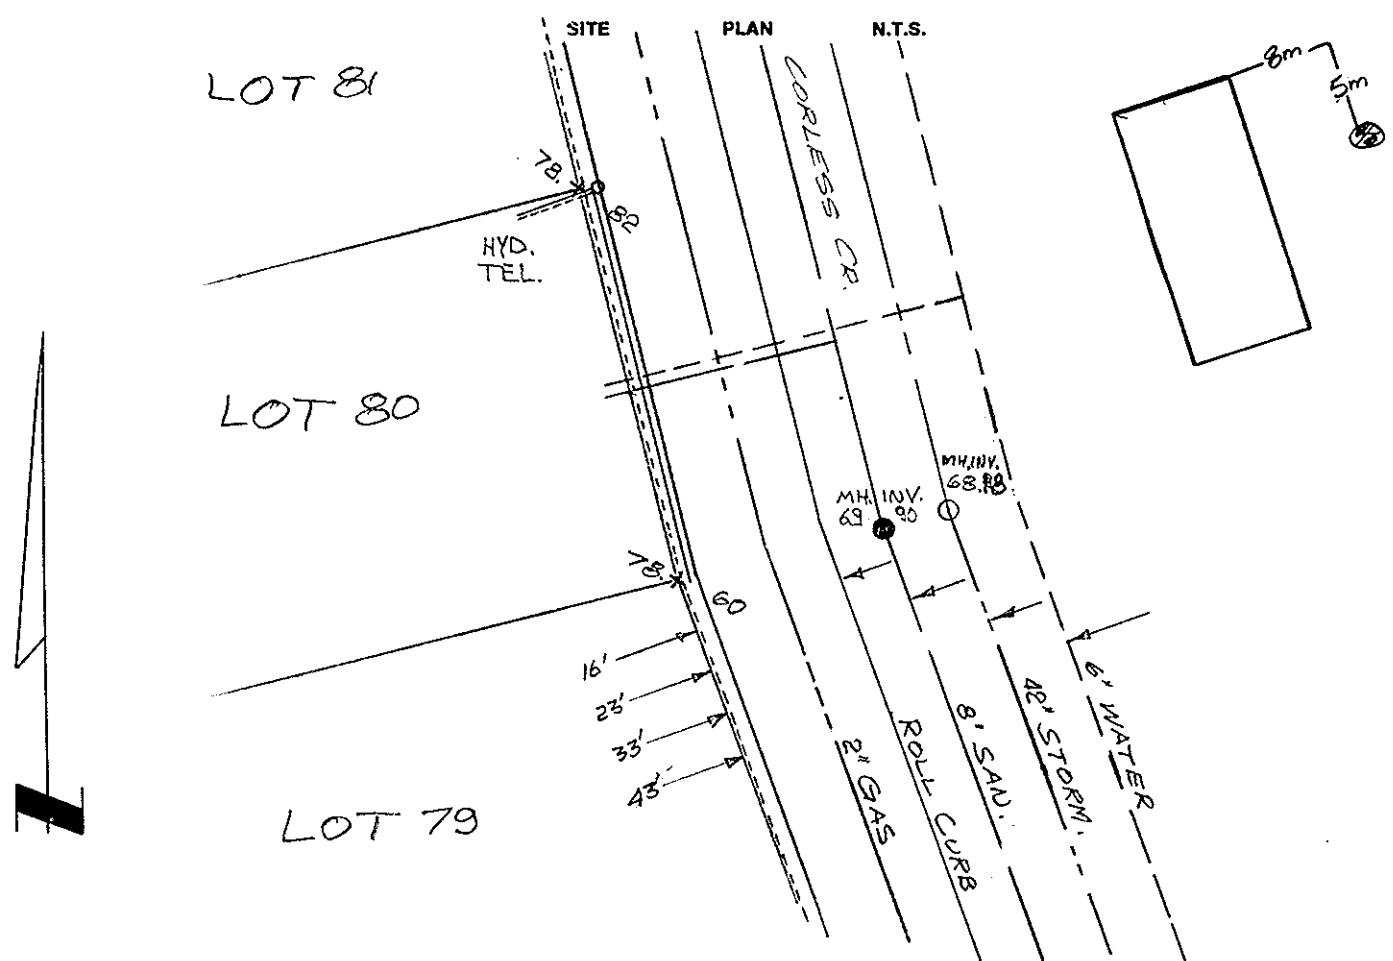 SITE PLAN N.T.S.
LOT 81
CORLESS CR.
8m
5m
78.
82
HYD.
TEL.
LOT 80
MH. INV.
69.90
MH. INV.
78.
60
16'
23'
33'
43'
LOT 79
2" GAS
ROLL CURB
8" SAN.
42" STORM.
6" WATER